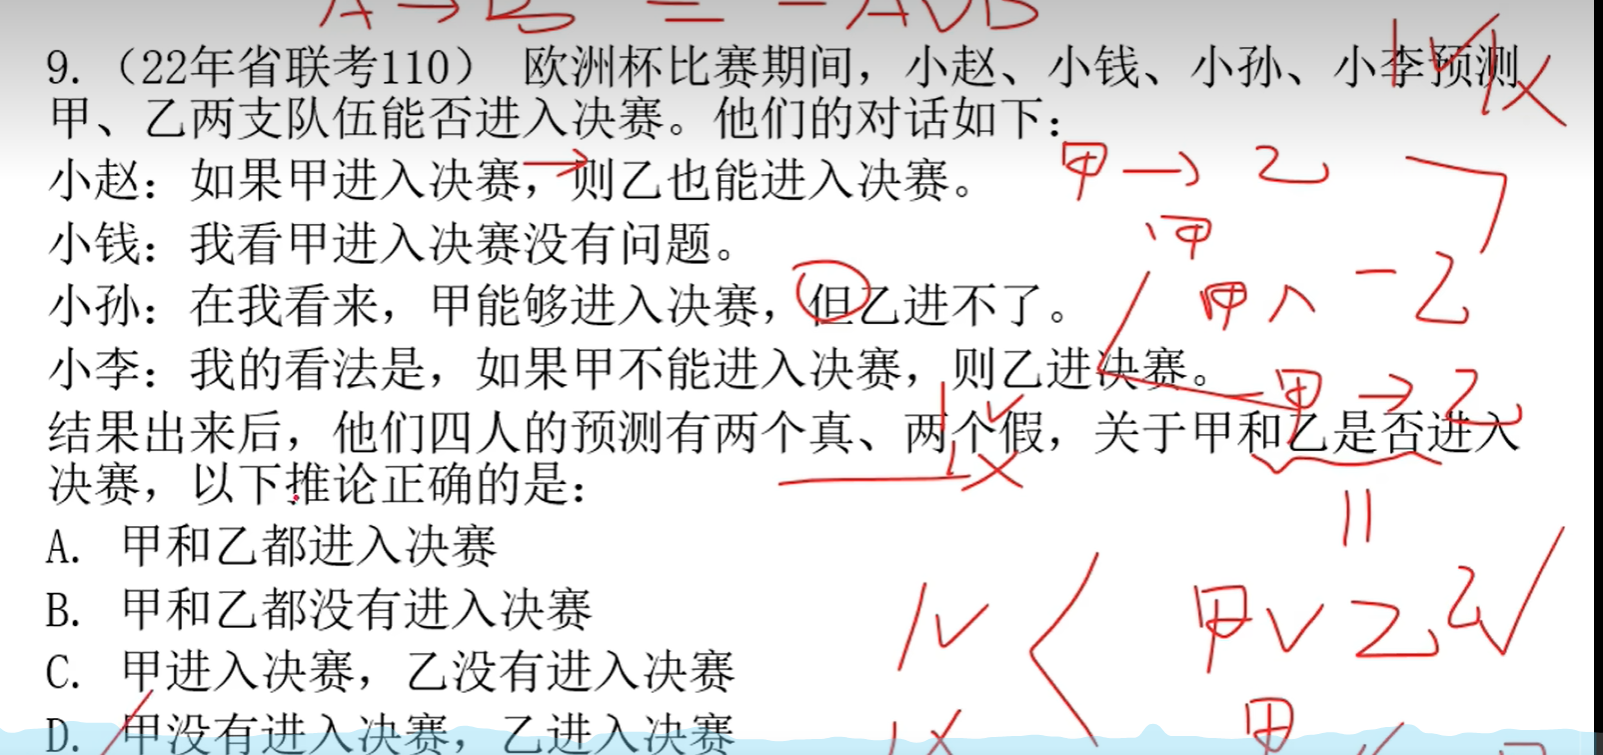 A → B = -A∨B
9.（22年省联考110） 欧洲杯比赛期间，小赵、小钱、小孙、小李预测
甲、乙两支队伍能否进入决赛。他们的对话如下：
小赵：如果甲进入决赛，则乙也能进入决赛。
甲 → 乙
小钱：我看甲进入决赛没有问题。
甲
小孙：在我看来，甲能够进入决赛，但乙进不了。
甲 ∧ -乙
小李：我的看法是，如果甲不能进入决赛，则乙进决赛。
-甲 → 乙
结果出来后，他们四人的预测有两个真、两个假，关于甲和乙是否进入
决赛，以下推论正确的是：
A. 甲和乙都进入决赛
B. 甲和乙都没有进入决赛
甲∨乙
C. 甲进入决赛，乙没有进入决赛
D. 甲没有进入决赛，乙进入决赛
甲